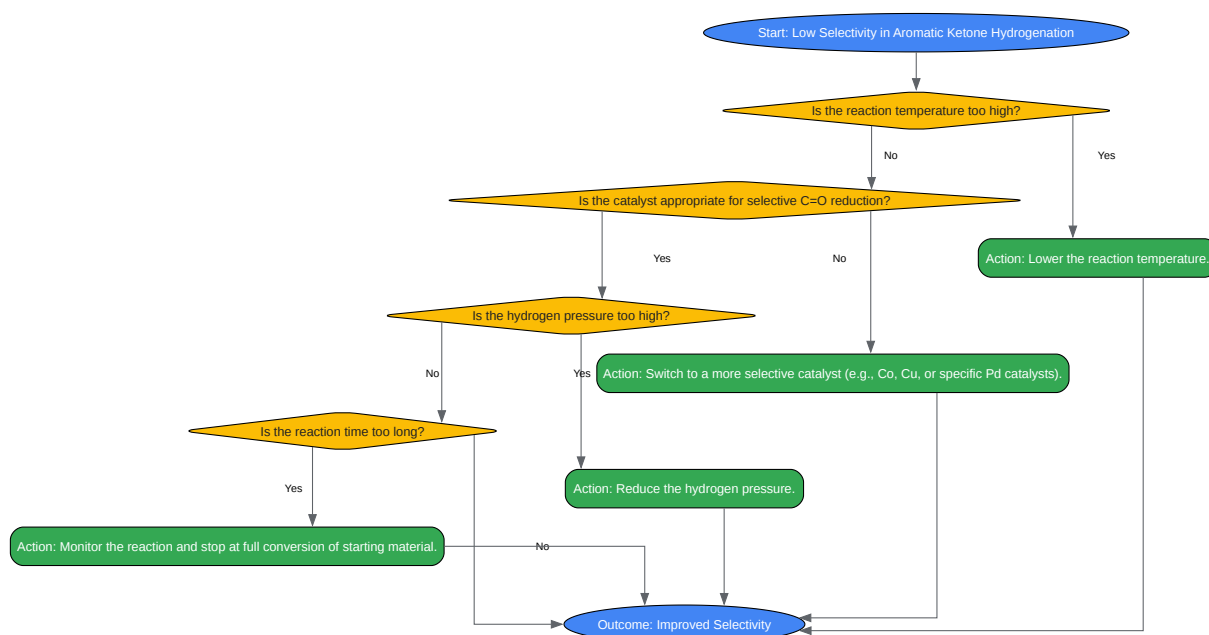 Start: Low Selectivity in Aromatic Ketone Hydrogenation
Is the reaction temperature too high?
No
Yes
Is the catalyst appropriate for selective C=O reduction?
Yes
No
Action: Lower the reaction temperature.
Is the hydrogen pressure too high?
No
Yes
Action: Switch to a more selective catalyst (e.g., Co, Cu, or specific Pd catalysts).
Is the reaction time too long?
Yes
Action: Reduce the hydrogen pressure.
Action: Monitor the reaction and stop at full conversion of starting material.
No
Outcome: Improved Selectivity